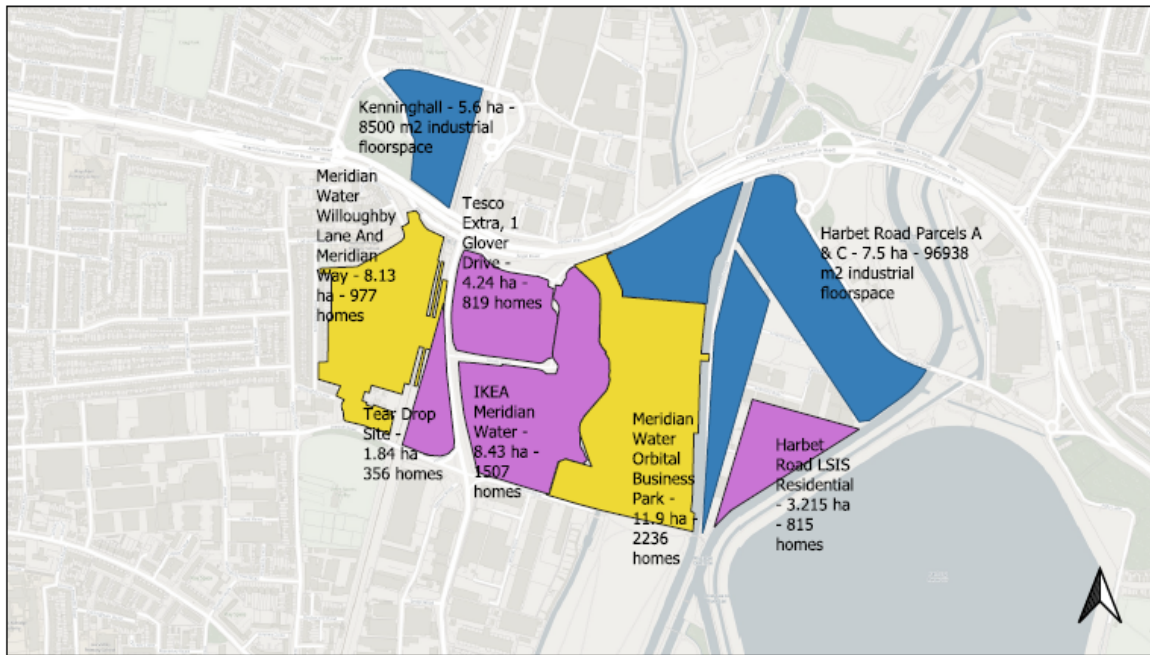 Kenninghall - 5.6 ha -
8500 m2 industrial
floorspace
Meridian
Water
Willoughby
Lane And
Meridian
Way - 8.13
ha - 977
homes
Tesco
Extra, 1
Glover
Drive -
4.24 ha -
819 homes
Harbet Road Parcels A
& C - 7.5 ha - 96938
m2 industrial
floorspace
Tear Drop
Site -
1.84 ha
356 homes
IKEA
Meridian
Water -
8.43 ha -
1507
homes
Meridian
Water
Orbital
Business
Park -
11.9 ha -
2236
homes
Harbet
Road LSIS
Residential
- 3.215 ha
- 815
homes